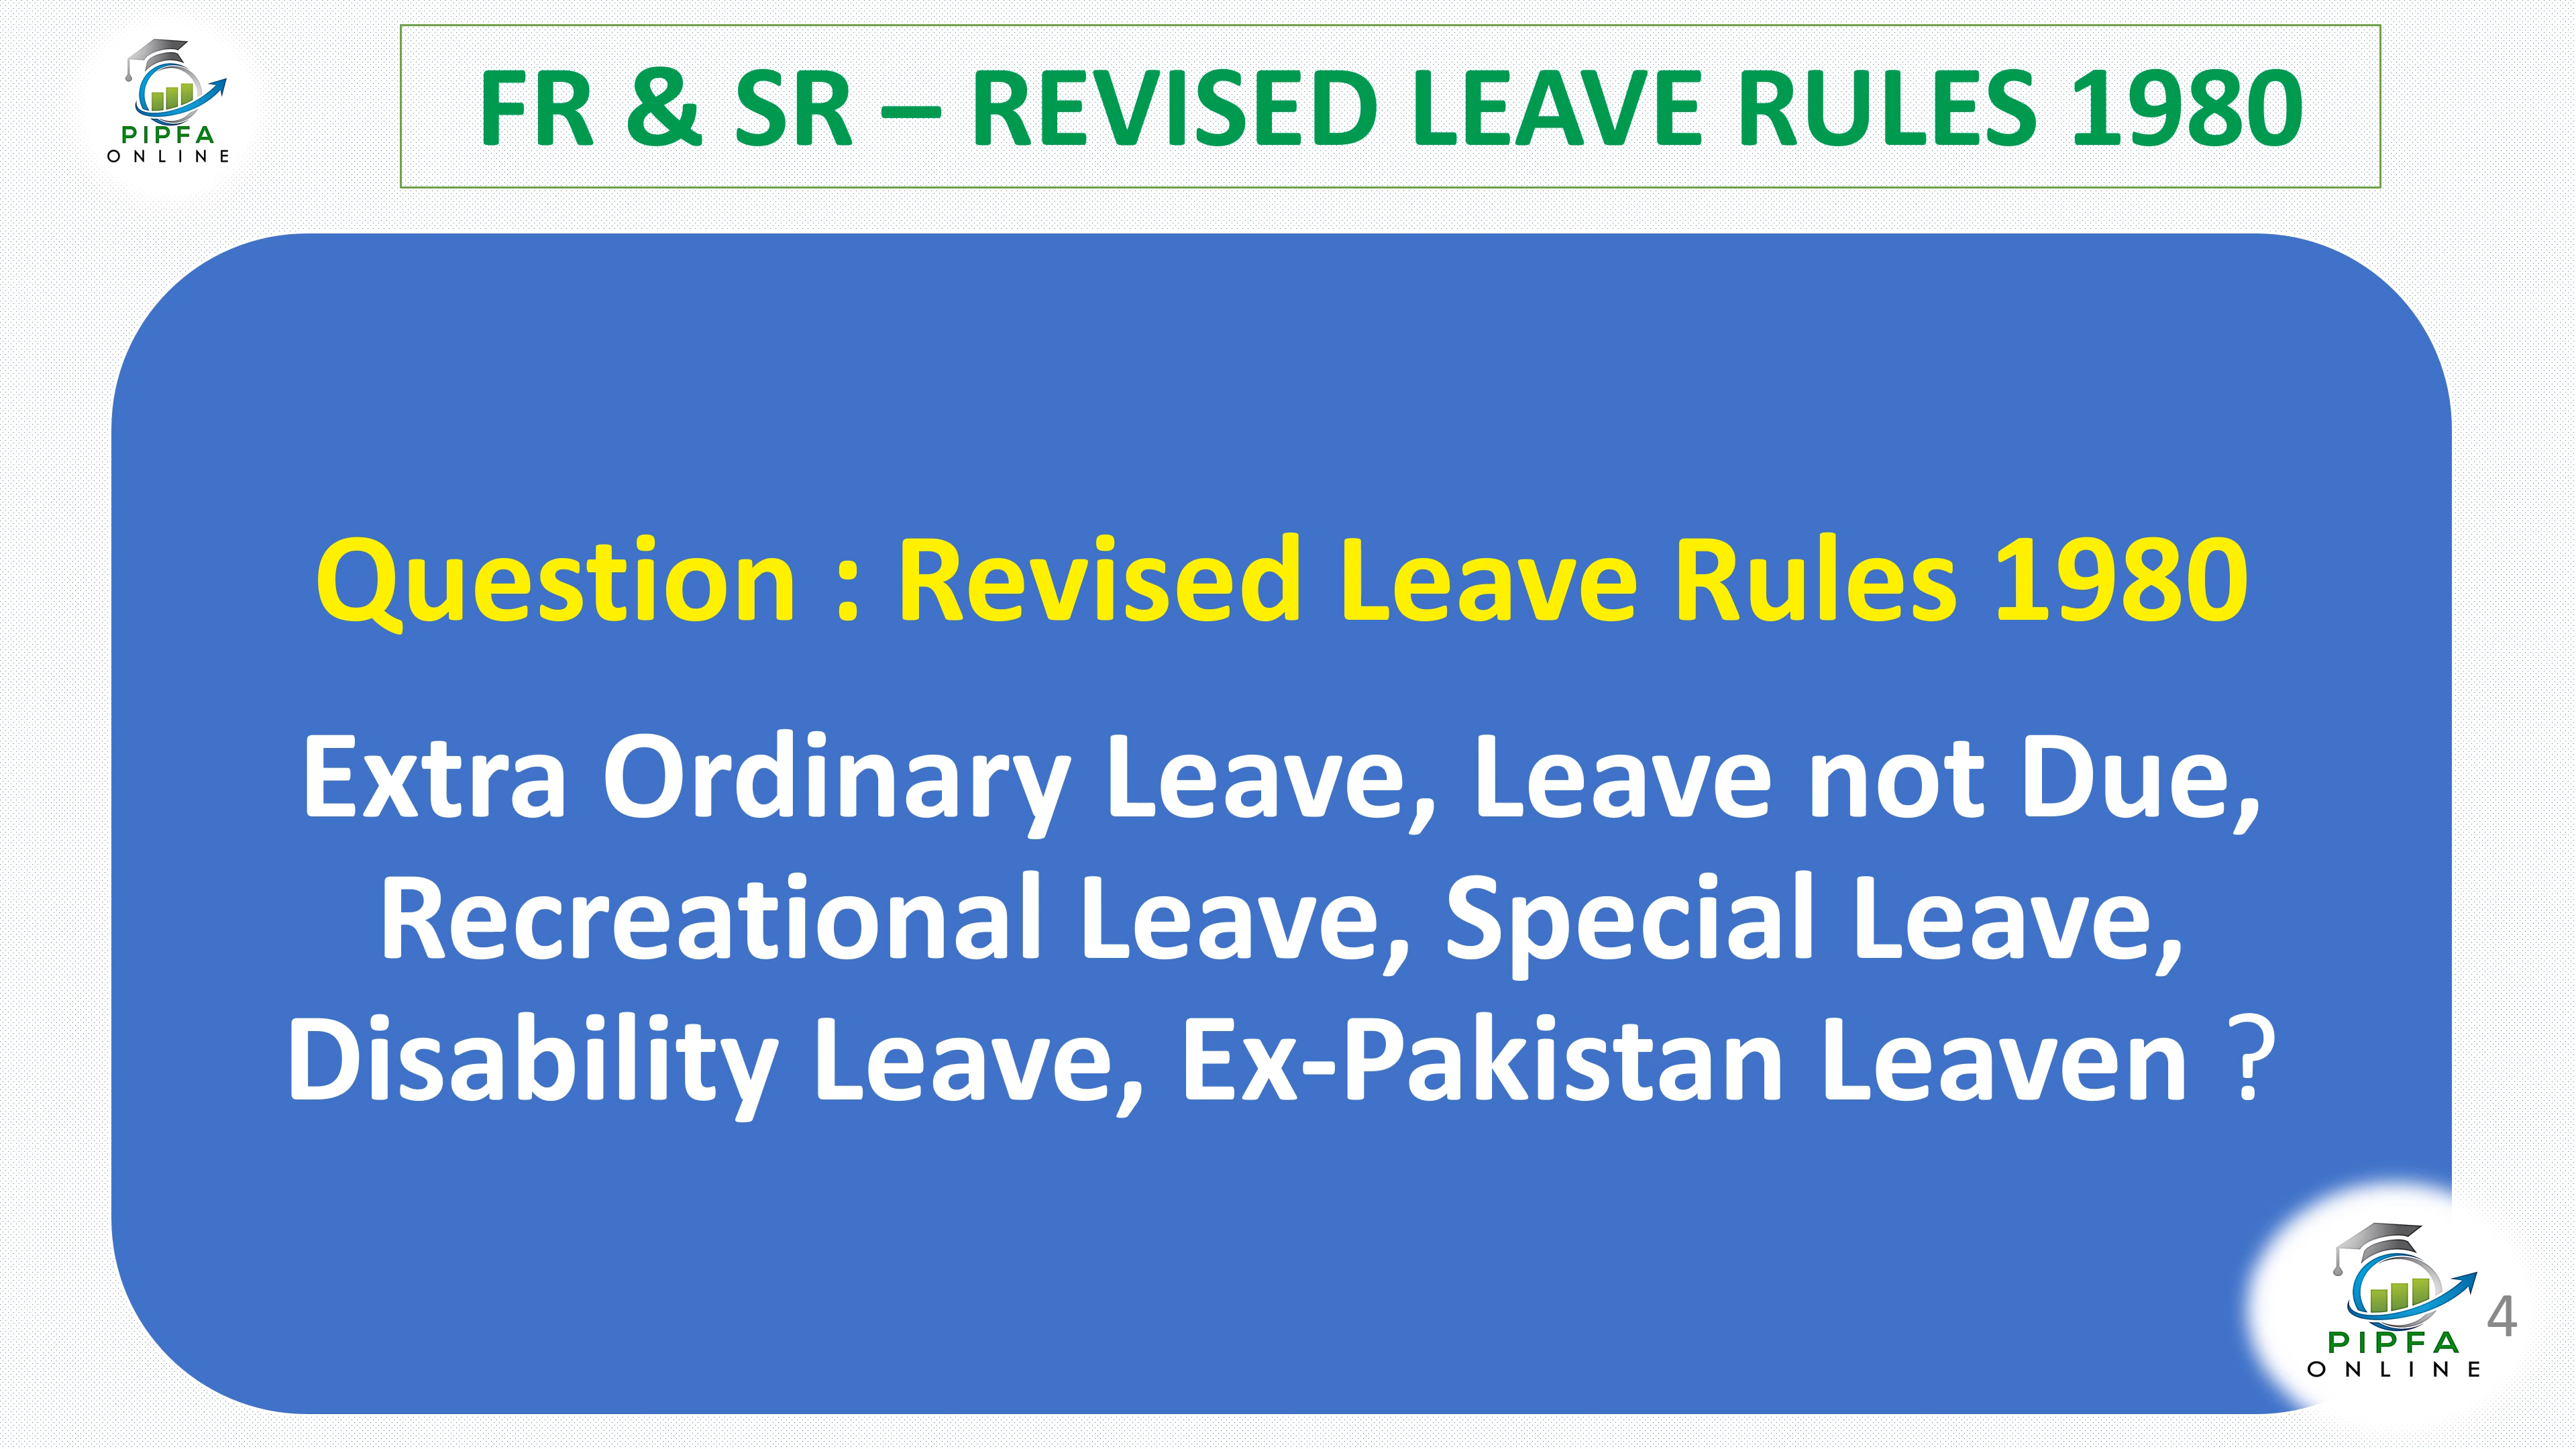 PIPFA
ONLINE
FR & SR – REVISED LEAVE RULES 1980
Question : Revised Leave Rules 1980
Extra Ordinary Leave, Leave not Due,
Recreational Leave, Special Leave,
Disability Leave, Ex-Pakistan Leaven ?
PIPFA
ONLINE
4